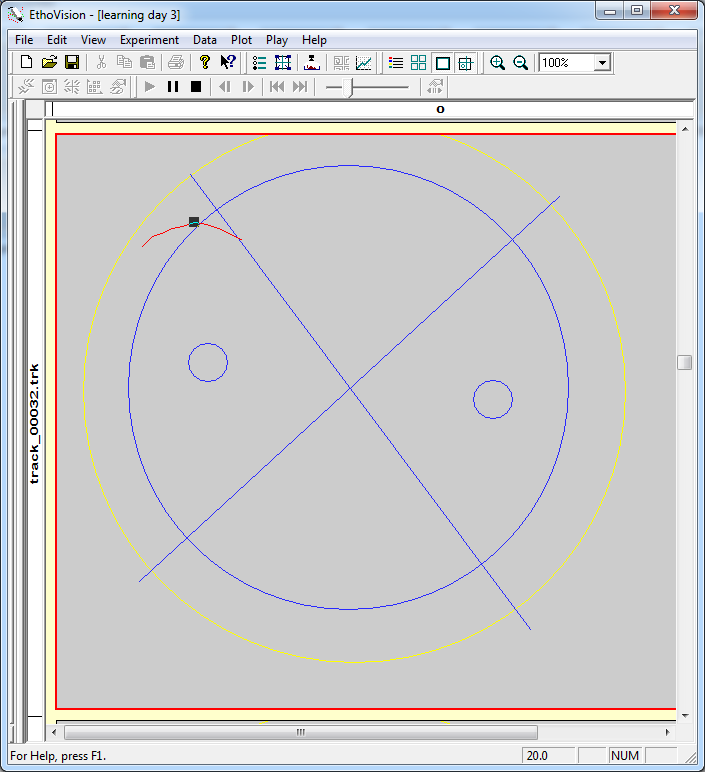 EthoVision - [learning day 3]
File Edit View Experiment Data Plot Play Help
100%
o
track_00032.trk
For Help, press F1.
20.0
NUM